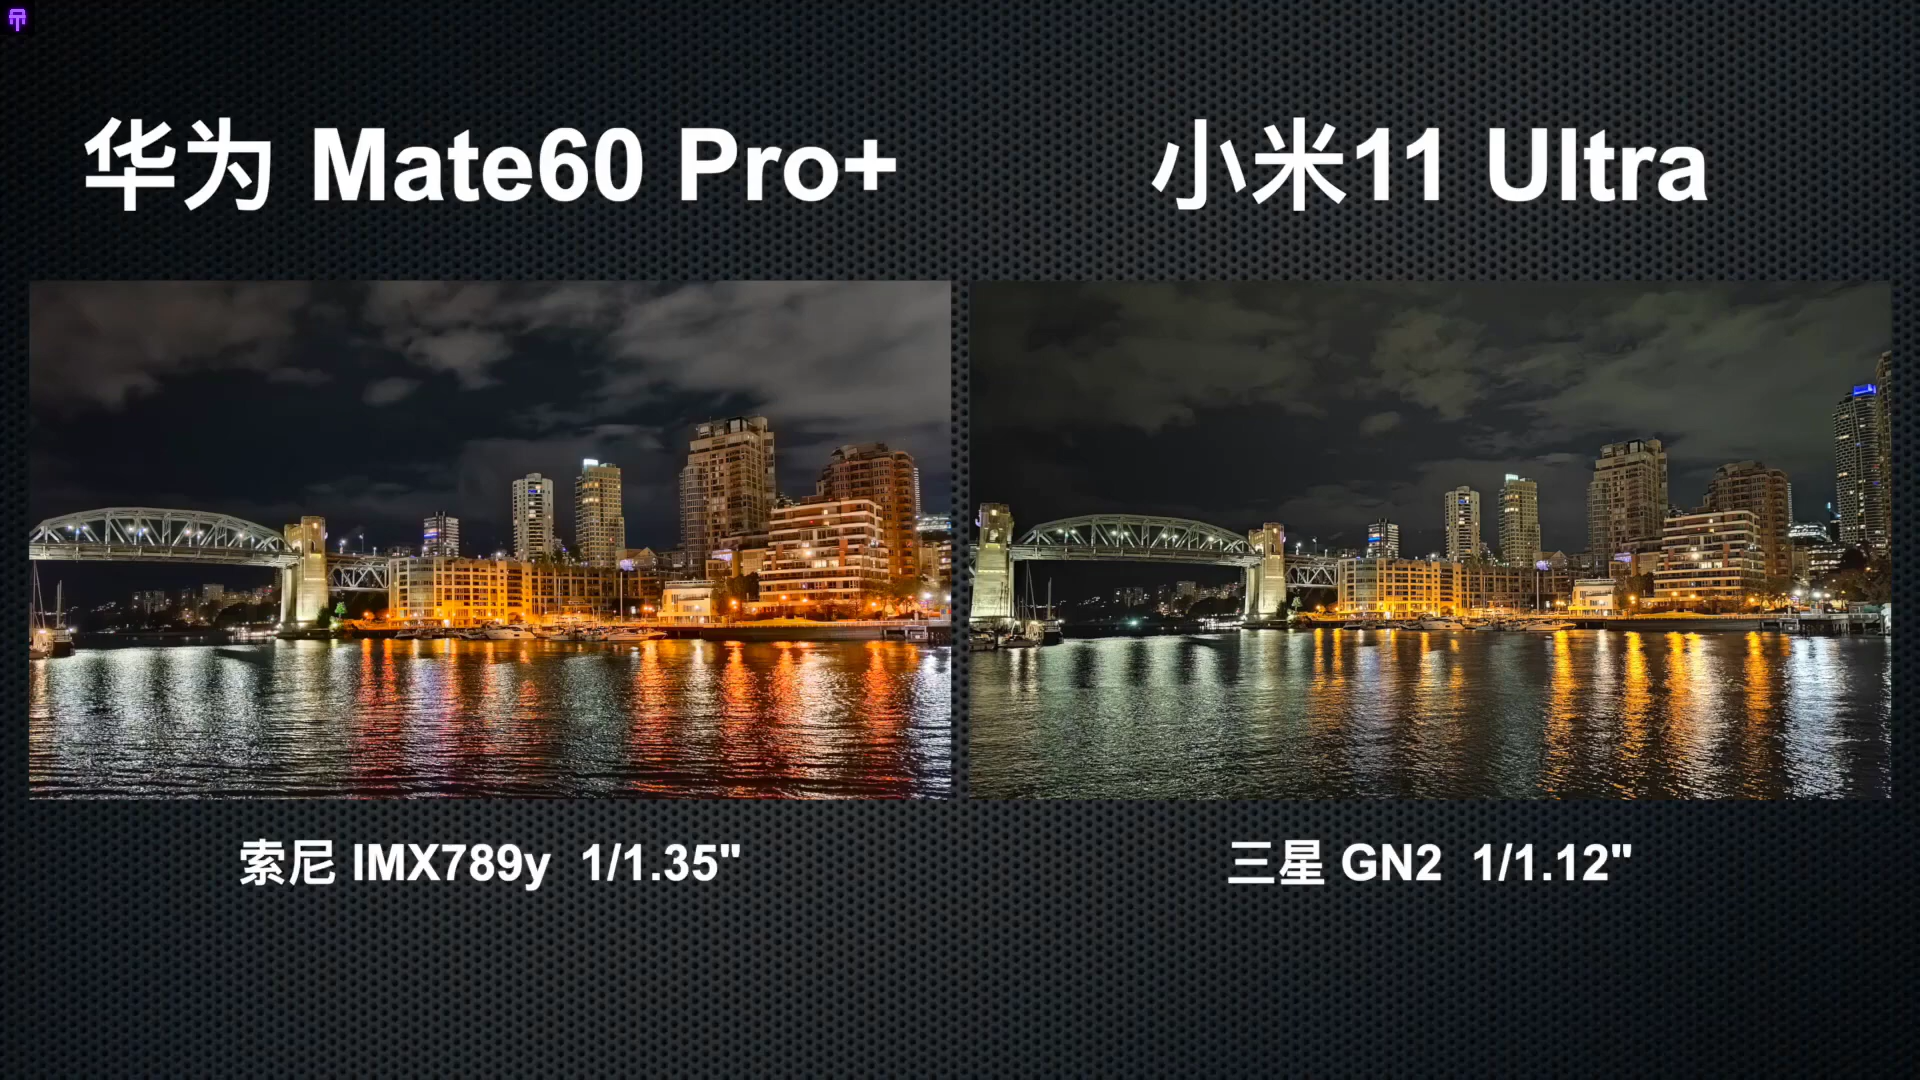 华为 Mate60 Pro+
小米11 Ultra
索尼 IMX789y 1/1.35"
三星 GN2 1/1.12"